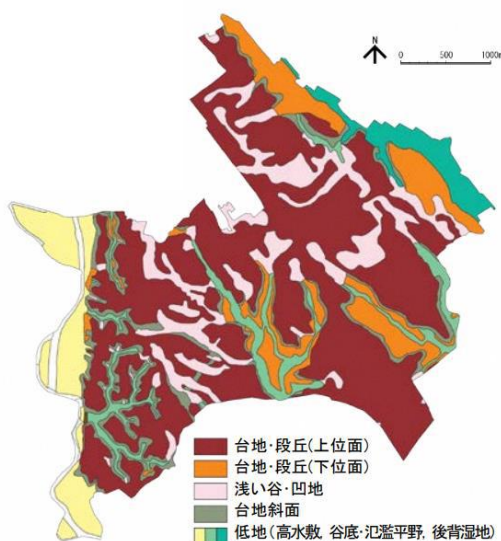 N
0 500 1000m
台地・段丘(上位面)
台地・段丘(下位面)
浅い谷・凹地
台地斜面
低地(高水敷, 谷底・氾濫平野, 後背湿地)